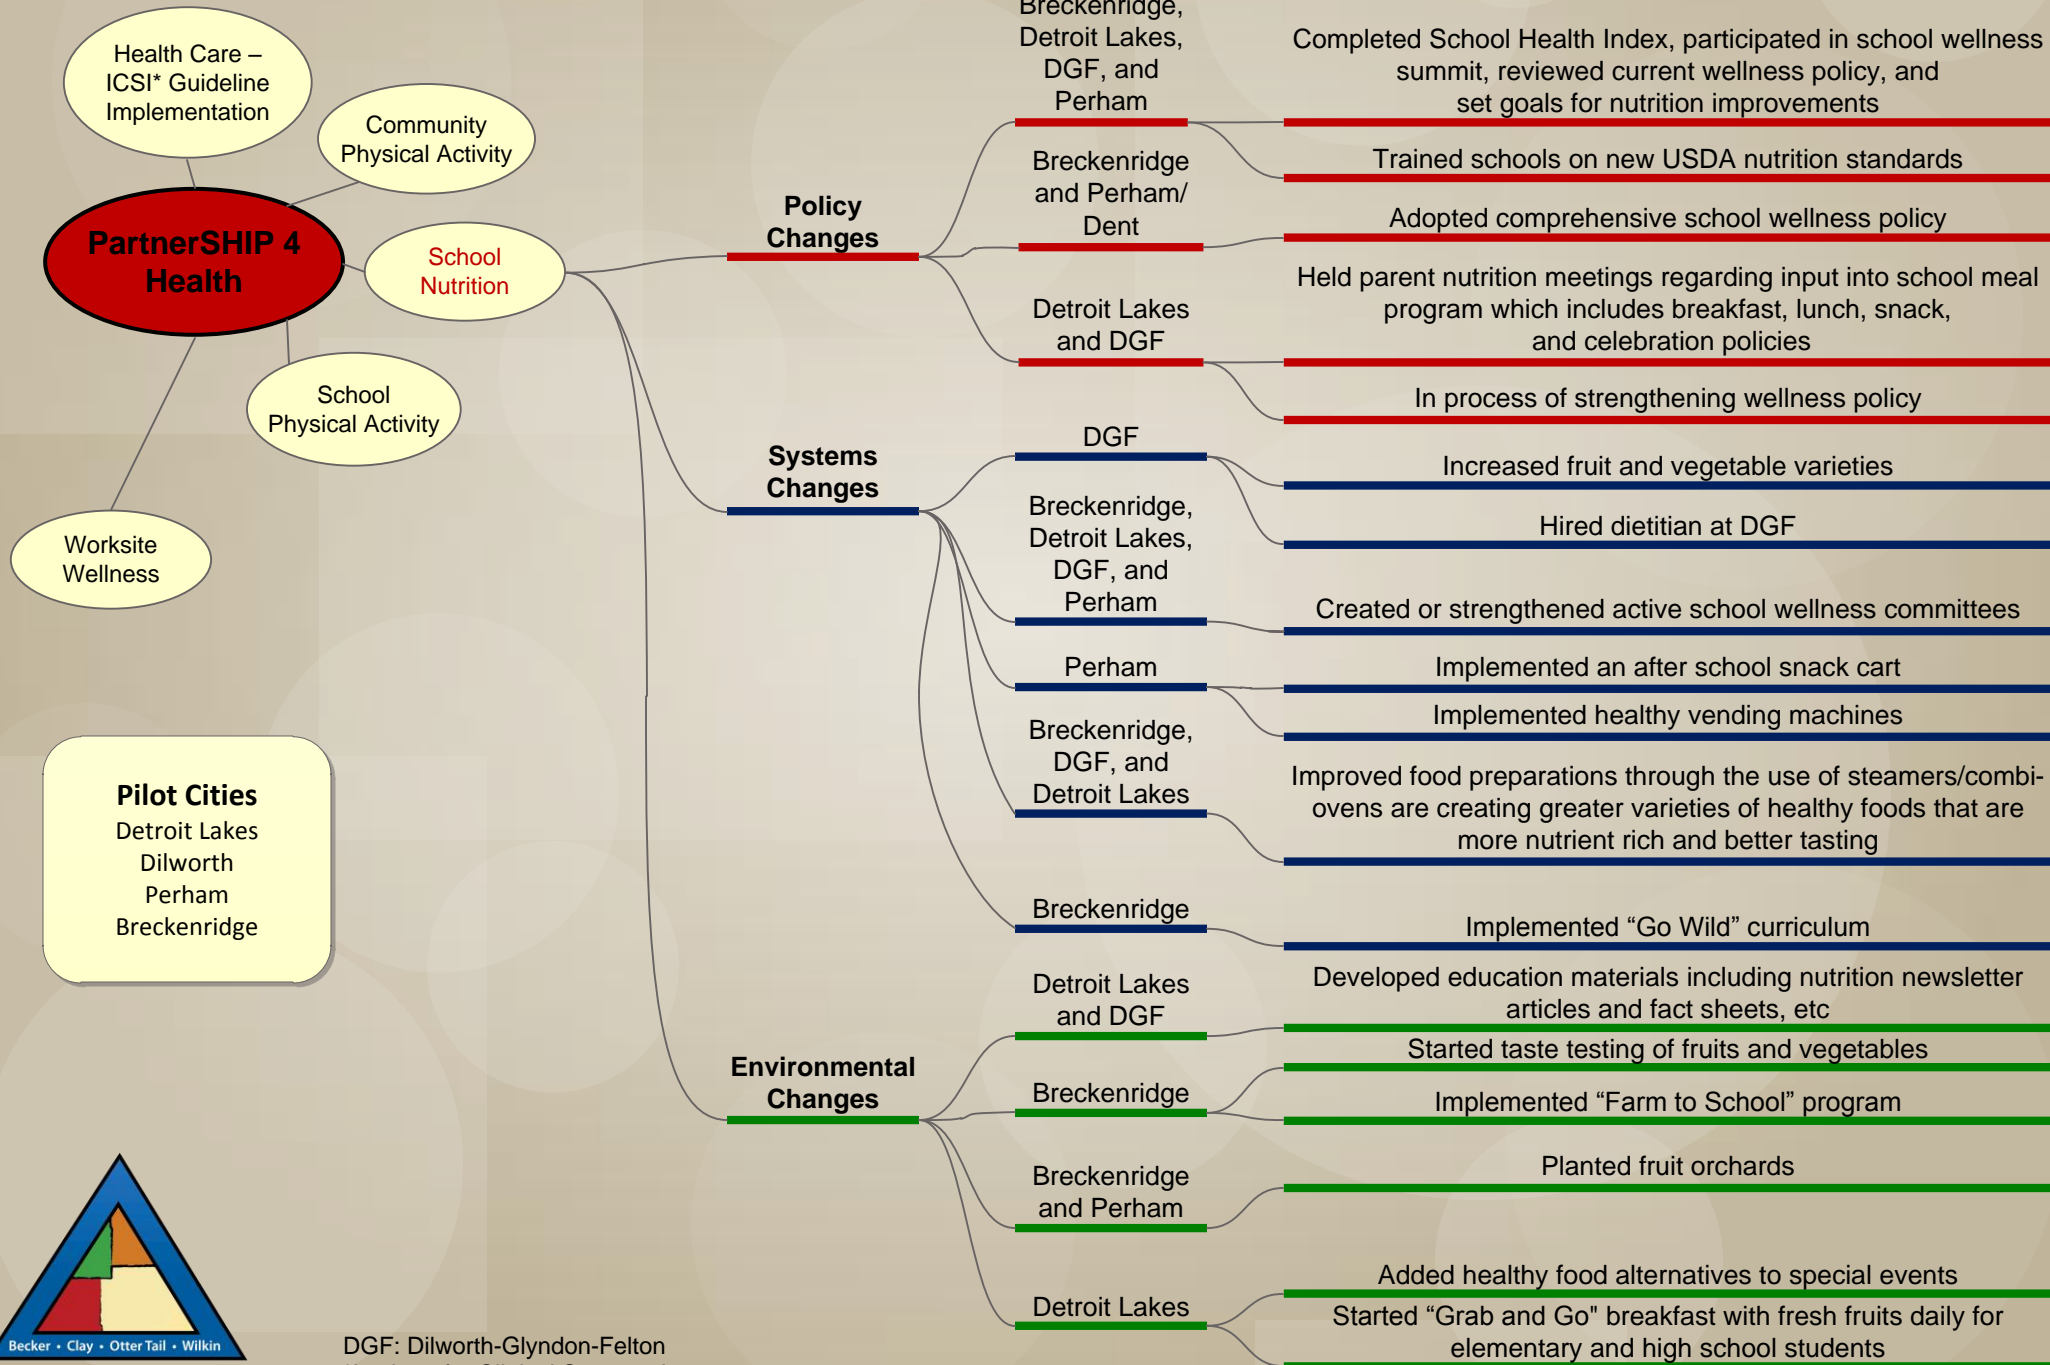 Health Care –
ICSI* Guideline
Implementation
Community
Physical Activity
PartnerSHIP 4
Health
School
Nutrition
School
Physical Activity
Worksite
Wellness
Pilot Cities
Detroit Lakes
Dilworth
Perham
Breckenridge
Becker • Clay • Otter Tail • Wilkin
DGF: Dilworth-Glyndon-Felton
Policy
Changes
Breckenridge,
Detroit Lakes,
DGF, and
Perham
Completed School Health Index, participated in school wellness
summit, reviewed current wellness policy, and
set goals for nutrition improvements
Trained schools on new USDA nutrition standards
Breckenridge
and Perham/
Dent
Adopted comprehensive school wellness policy
Detroit Lakes
and DGF
Held parent nutrition meetings regarding input into school meal
program which includes breakfast, lunch, snack,
and celebration policies
In process of strengthening wellness policy
Systems
Changes
DGF
Increased fruit and vegetable varieties
Hired dietitian at DGF
Breckenridge,
Detroit Lakes,
DGF, and
Perham
Created or strengthened active school wellness committees
Perham
Implemented an after school snack cart
Implemented healthy vending machines
Breckenridge,
DGF, and
Detroit Lakes
Improved food preparations through the use of steamers/combi-
ovens are creating greater varieties of healthy foods that are
more nutrient rich and better tasting
Breckenridge
Implemented “Go Wild” curriculum
Environmental
Changes
Detroit Lakes
and DGF
Developed education materials including nutrition newsletter
articles and fact sheets, etc
Breckenridge
Started taste testing of fruits and vegetables
Implemented “Farm to School” program
Breckenridge
and Perham
Planted fruit orchards
Detroit Lakes
Added healthy food alternatives to special events
Started “Grab and Go" breakfast with fresh fruits daily for
elementary and high school students